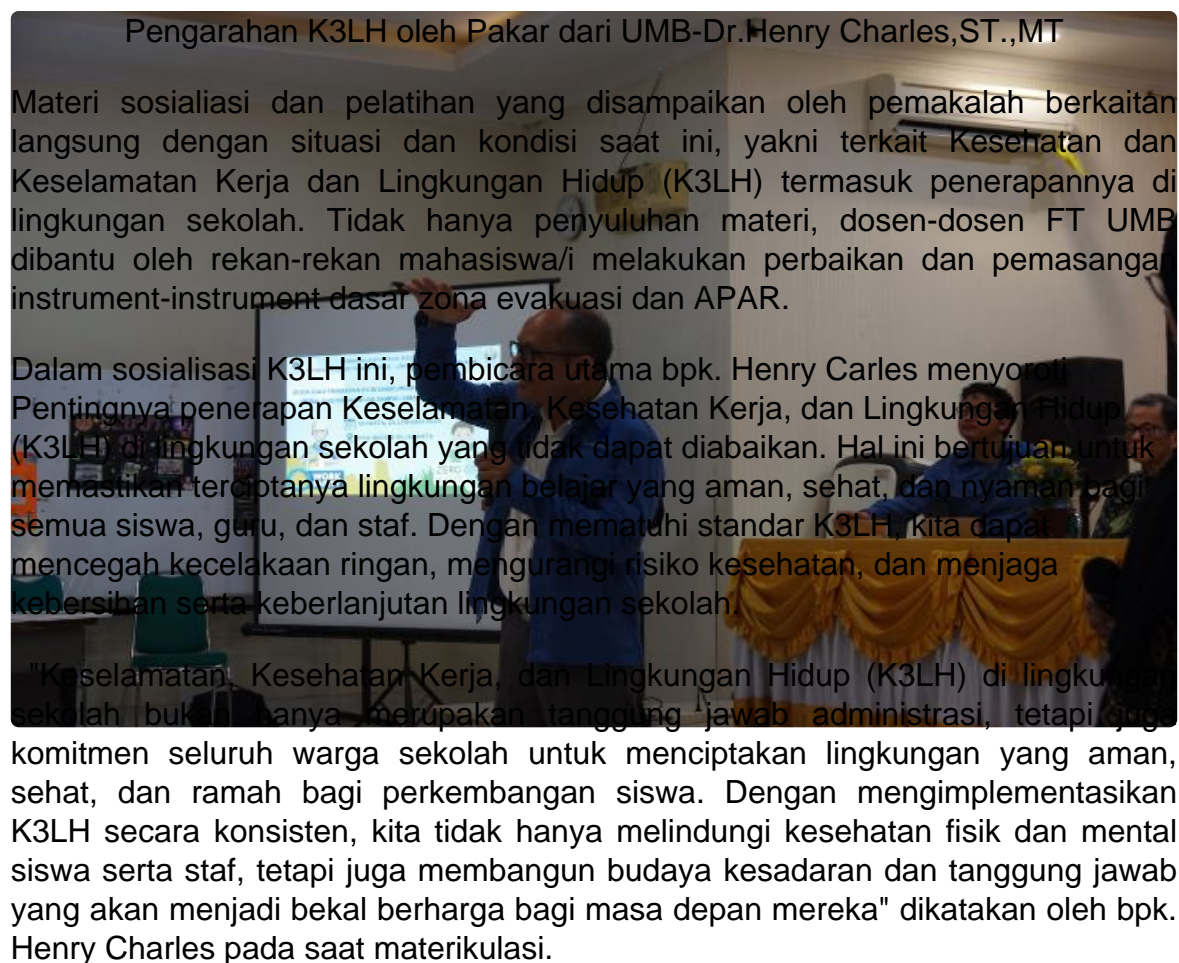 Pengarahan K3LH oleh Pakar dari UMB-Dr.Henry Charles,ST.,MT
Materi sosialiasi dan pelatihan yang disampaikan oleh pemakalah berkaitan
langsung dengan situasi dan kondisi saat ini, yakni terkait Kesehatan dan
Keselamatan Kerja dan Lingkungan Hidup (K3LH) termasuk penerapannya di
lingkungan sekolah. Tidak hanya penyuluhan materi, dosen-dosen FT UMB
dibantu oleh rekan-rekan mahasiswa/i melakukan perbaikan dan pemasangan
instrument-instrument dasar zona evakuasi dan APAR.
Dalam sosialisasi K3LH ini, pembicara utama bpk. Henry Carles menyoroti
Pentingnya penerapan Keselamatan, Kesehatan Kerja, dan Lingkungan Hidup
(K3LH) di lingkungan sekolah yang tidak dapat diabaikan. Hal ini bertujuan untuk
memastikan terciptanya lingkungan belajar yang aman, sehat, dan nyaman bagi
semua siswa, guru, dan staf. Dengan mematuhi standar K3LH, kita dapat
mencegah kecelakaan ringan, mengurangi risiko kesehatan, dan menjaga
kebersihan serta keberlanjutan lingkungan sekolah.
"Keselamatan, Kesehatan Kerja, dan Lingkungan Hidup (K3LH) di lingkungan
sekolah bukan hanya merupakan tanggung jawab administrasi, tetapi juga
komitmen seluruh warga sekolah untuk menciptakan lingkungan yang aman,
sehat, dan ramah bagi perkembangan siswa. Dengan mengimplementasikan
K3LH secara konsisten, kita tidak hanya melindungi kesehatan fisik dan mental
siswa serta staf, tetapi juga membangun budaya kesadaran dan tanggung jawab
yang akan menjadi bekal berharga bagi masa depan mereka" dikatakan oleh bpk.
Henry Charles pada saat materikulasi.